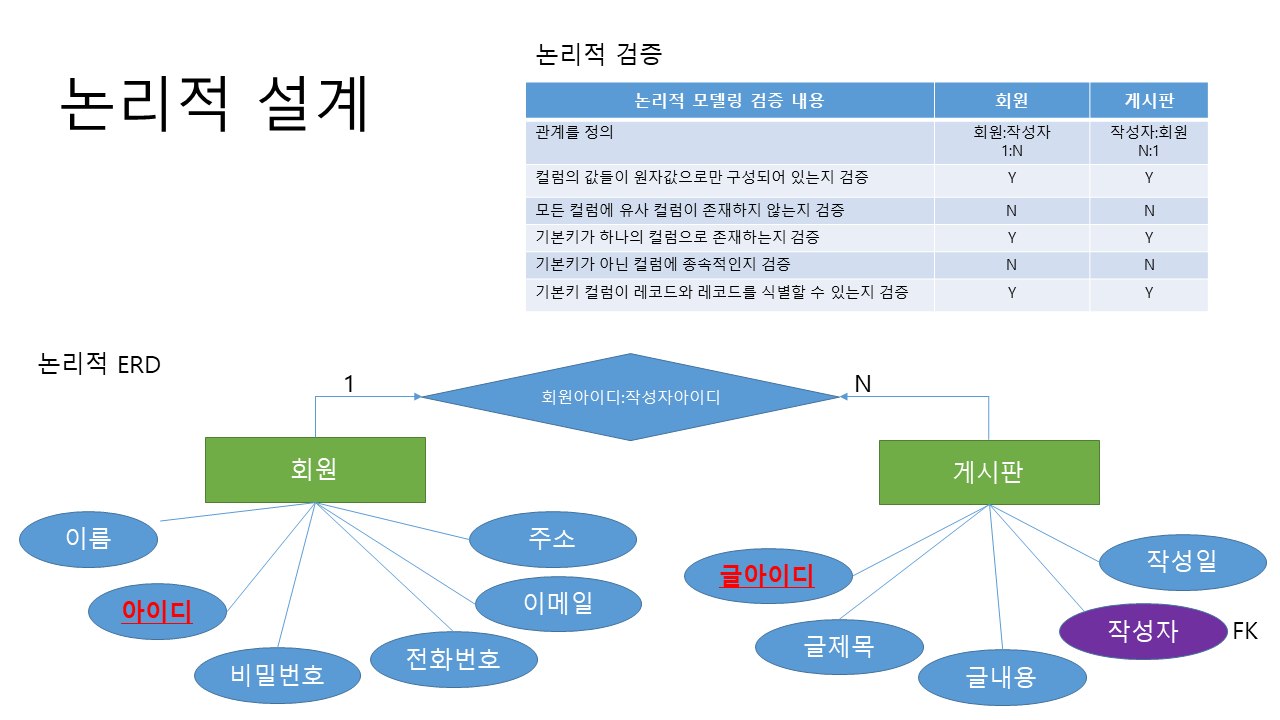 논리적 설계
논리적 검증
논리적 모델링 검증 내용 회원 게시판
관계를 정의 회원:작성자 작성자:회원
1:N N:1
컬럼의 값들이 원자값으로만 구성되어 있는지 검증 Y Y
모든 컬럼에 유사 컬럼이 존재하지 않는지 검증 N N
기본키가 하나의 컬럼으로 존재하는지 검증 Y Y
기본키가 아닌 컬럼에 종속적인지 검증 N N
기본키 컬럼이 레코드와 레코드를 식별할 수 있는지 검증 Y Y
논리적 ERD
1
회원아이디:작성자아이디
N
회원
이름
아이디
비밀번호
전화번호
이메일
주소
게시판
글아이디
글제목
글내용
작성자 FK
작성일